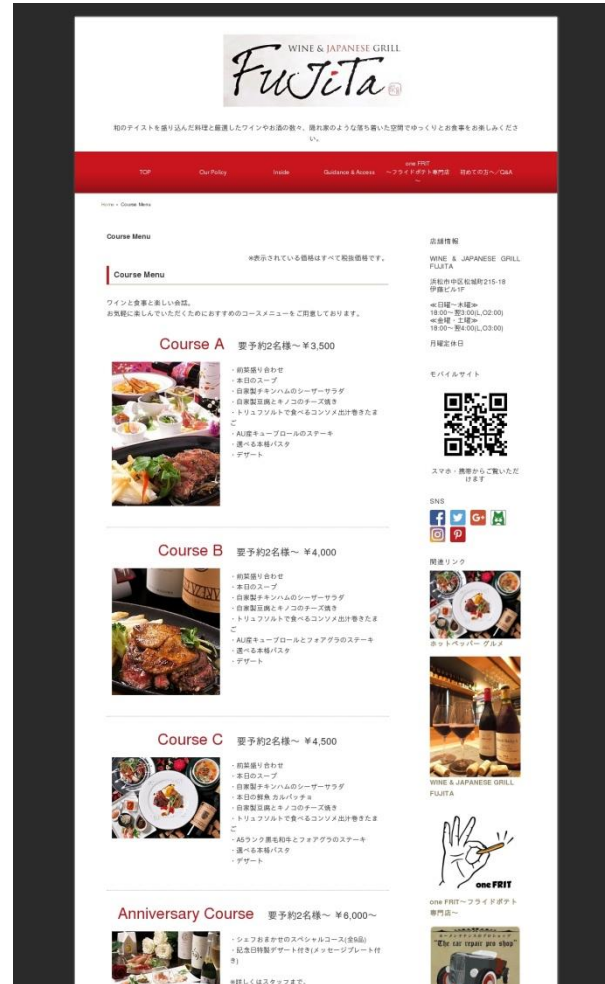 WINE & JAPANESE GRILL
FuJiTa
和のテイストを盛り込んだ料理と厳選したワインやお酒の数々、隠れ家のような落ち着いた空間でゆっくりとお食事をお楽しみくださ
い。
TOP
Our Policy
Inside
Guidance & Access
one FRIT
～フライドポテト専門店
～
初めての方へ／Q&A
Home » Course Menu
Course Menu
※表示されている価格はすべて税抜価格です。
Course Menu
ワインと食事と楽しい会話。
お気軽に楽しんでいただくためにおすすめのコースメニューをご用意しております。
Course A 要予約2名様～￥3,500
・前菜盛り合わせ
・本日のスープ
・自家製チキンハムのシーザーサラダ
・自家製豆腐とキノコのチーズ焼き
・トリュフソルトで食べるコンソメ出汁巻きたま
ご
・AU産キューブロールのステーキ
・選べる本格パスタ
・デザート
Course B 要予約2名様～￥4,000
・前菜盛り合わせ
・本日のスープ
・自家製チキンハムのシーザーサラダ
・自家製豆腐とキノコのチーズ焼き
・トリュフソルトで食べるコンソメ出汁巻きたま
ご
・AU産キューブロールとフォアグラのステーキ
・選べる本格パスタ
・デザート
Course C 要予約2名様～ ￥4,500
・前菜盛り合わせ
・本日のスープ
・自家製チキンハムのシーザーサラダ
・本日の鮮魚 カルパッチョ
・自家製豆腐とキノコのチーズ焼き
・トリュフソルトで食べるコンソメ出汁巻きたま
ご
・A5ランク黒毛和牛とフォアグラのステーキ
・選べる本格パスタ
・デザート
Anniversary Course 要予約2名様～ ￥6,000～
・シェフおまかせのスペシャルコース(全9品)
・記念日特製デザート付き(メッセージプレート付
き)
※詳しくはスタッフまで。
店舗情報
WINE & JAPANESE GRILL
FUJITA
浜松市中区松城町215-18
伊藤ビル1F
≪日曜～木曜≫
18:00～翌3:00(L,O2:00)
≪金曜・土曜≫
18:00～翌4:00(L,O3:00)
月曜定休日
モバイルサイト
スマホ・携帯からご覧いただ
けます
SNS
関連リンク
ホットペッパー グルメ
WINE & JAPANESE GRILL
FUJITA
one FRIT
one FRIT～フライドポテト
専門店～
"The car repair pro shop"